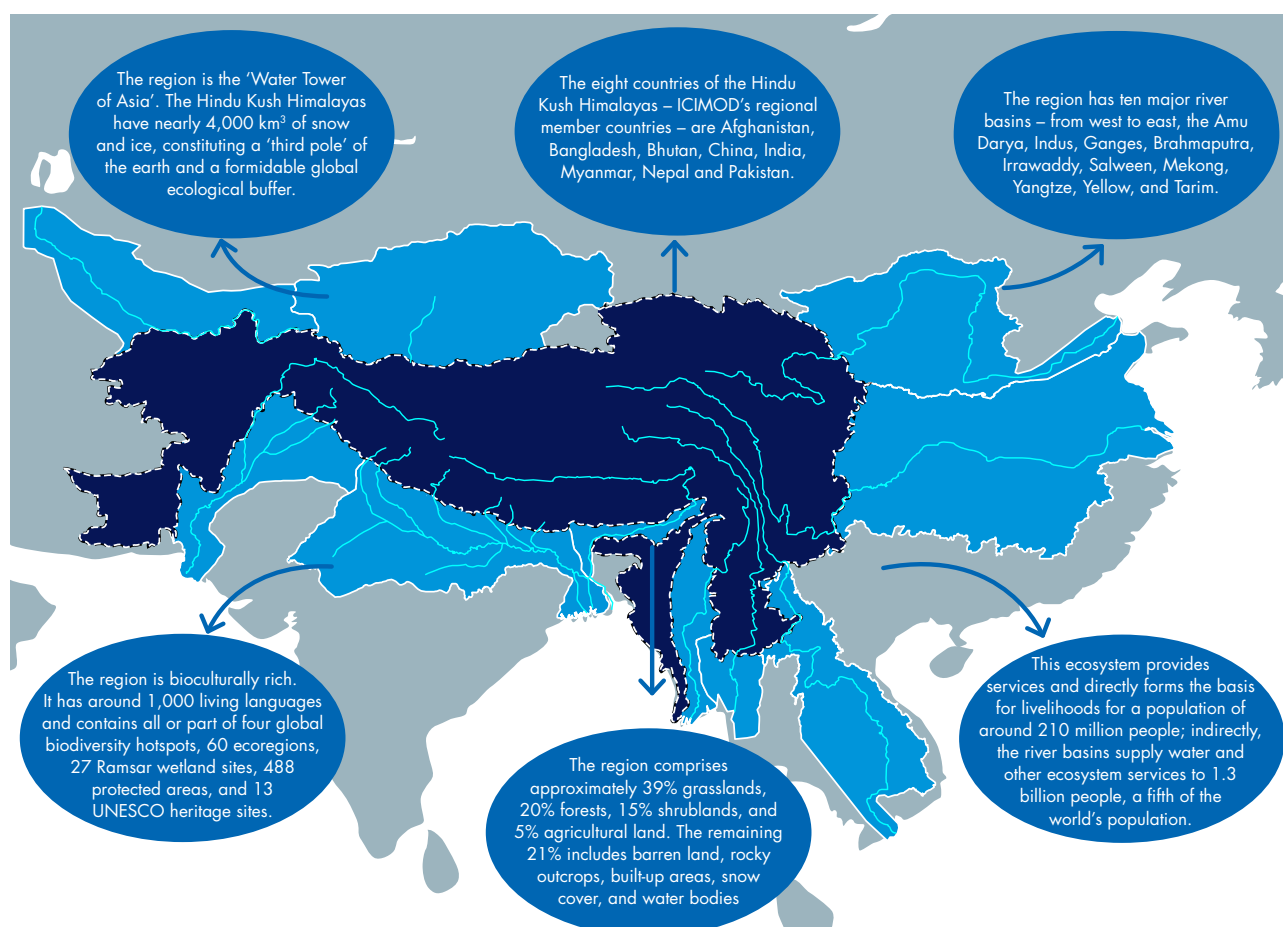 The region is the ‘Water Tower
of Asia’. The Hindu Kush Himalayas
have nearly 4,000 km³ of snow
and ice, constituting a ‘third pole’ of
the earth and a formidable global
ecological buffer.
The eight countries of the Hindu
Kush Himalayas – ICIMOD’s regional
member countries – are Afghanistan,
Bangladesh, Bhutan, China, India,
Myanmar, Nepal and Pakistan.
The region has ten major river
basins – from west to east, the Amu
Darya, Indus, Ganges, Brahmaputra,
Irrawaddy, Salween, Mekong,
Yangtze, Yellow, and Tarim.
The region is bioculturally rich.
It has around 1,000 living languages
and contains all or part of four global
biodiversity hotspots, 60 ecoregions,
27 Ramsar wetland sites, 488
protected areas, and 13
UNESCO heritage sites.
The region comprises
approximately 39% grasslands,
20% forests, 15% shrublands, and
5% agricultural land. The remaining
21% includes barren land, rocky
outcrops, built-up areas, snow
cover, and water bodies
This ecosystem provides
services and directly forms the basis
for livelihoods for a population of
around 210 million people; indirectly,
the river basins supply water and
other ecosystem services to 1.3
billion people, a fifth of the
world’s population.